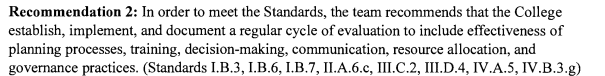 Recommendation 2: In order to meet the Standards, the team recommends that the College
establish, implement, and document a regular cycle of evaluation to include effectiveness of
planning processes, training, decision-making, communication, resource allocation, and
governance practices. (Standards I.B.3, I.B.6, I.B.7, II.A.6.c, III.C.2, III.D.4, IV.A.5, IV.B.3.g)